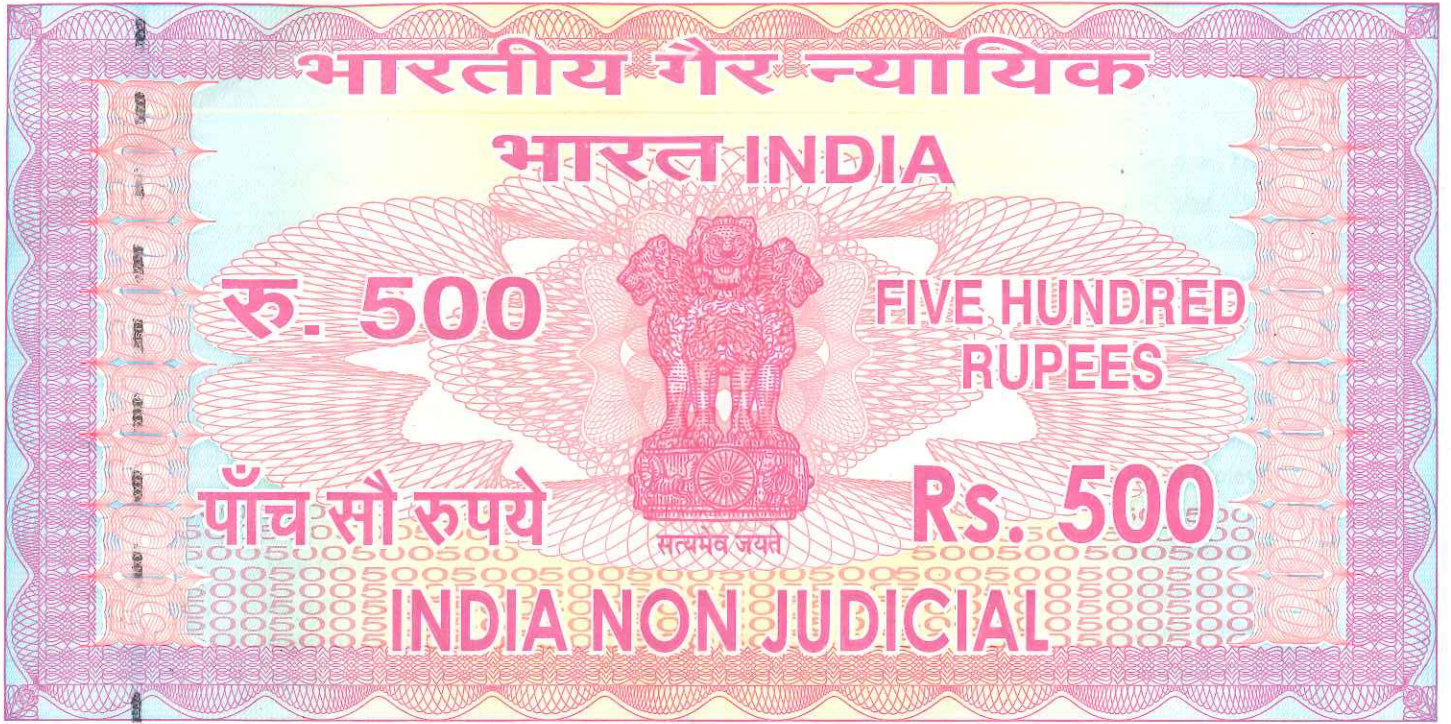 भारतीय गैर न्यायिक
भारत INDIA
रु. 500
FIVE HUNDRED
RUPEES
पाँच सौ रुपये
Rs. 500
सत्यमेव जयते
INDIA NON JUDICIAL